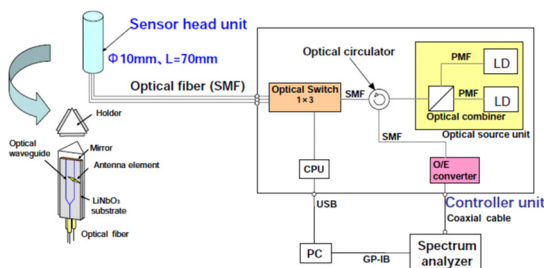 Sensor head unit
Φ10mm、L=70mm
Optical fiber (SMF)
Holder
Optical waveguide
Mirror
Antenna element
LiNbO₃ substrate
Optical fiber
Optical circulator
Optical Switch
1×3
SMF
SMF
PMF
LD
PMF
LD
Optical combiner
Optical source unit
CPU
O/E converter
Controller unit
USB
Coaxial cable
PC
GP-IB
Spectrum analyzer